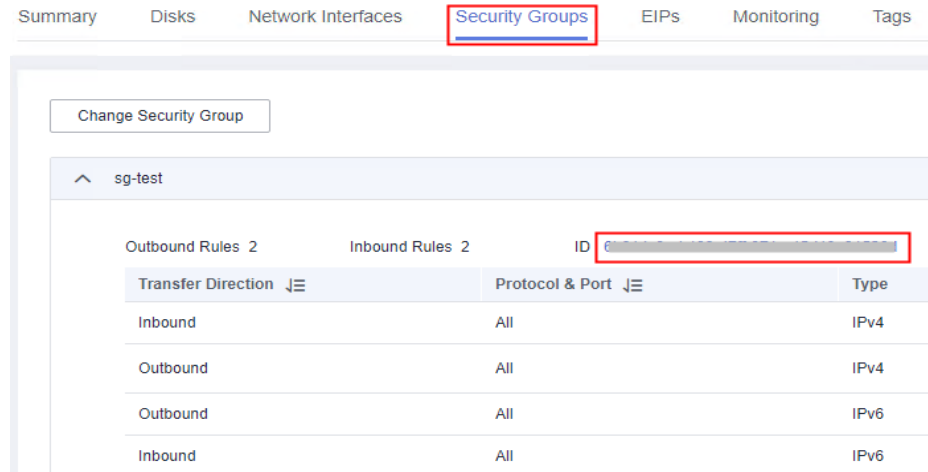 Summary Disks Network Interfaces Security Groups EIPs Monitoring Tags
Change Security Group
sg-test
Outbound Rules 2 Inbound Rules 2 ID
Transfer Direction Protocol & Port Type
Inbound All IPv4
Outbound All IPv4
Outbound All IPv6
Inbound All IPv6